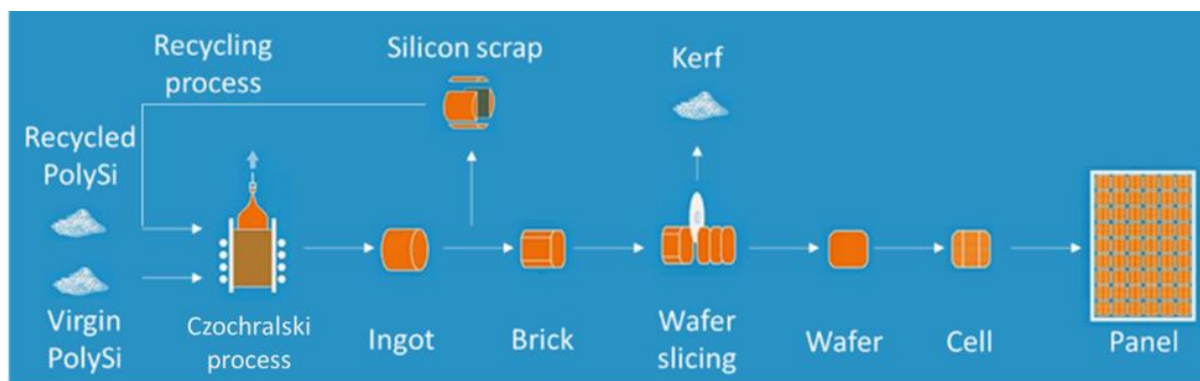 Recycling
process
Silicon scrap
Kerf
Recycled
PolySi
Virgin
PolySi
Czochralski
process
Ingot
Brick
Wafer
slicing
Wafer
Cell
Panel